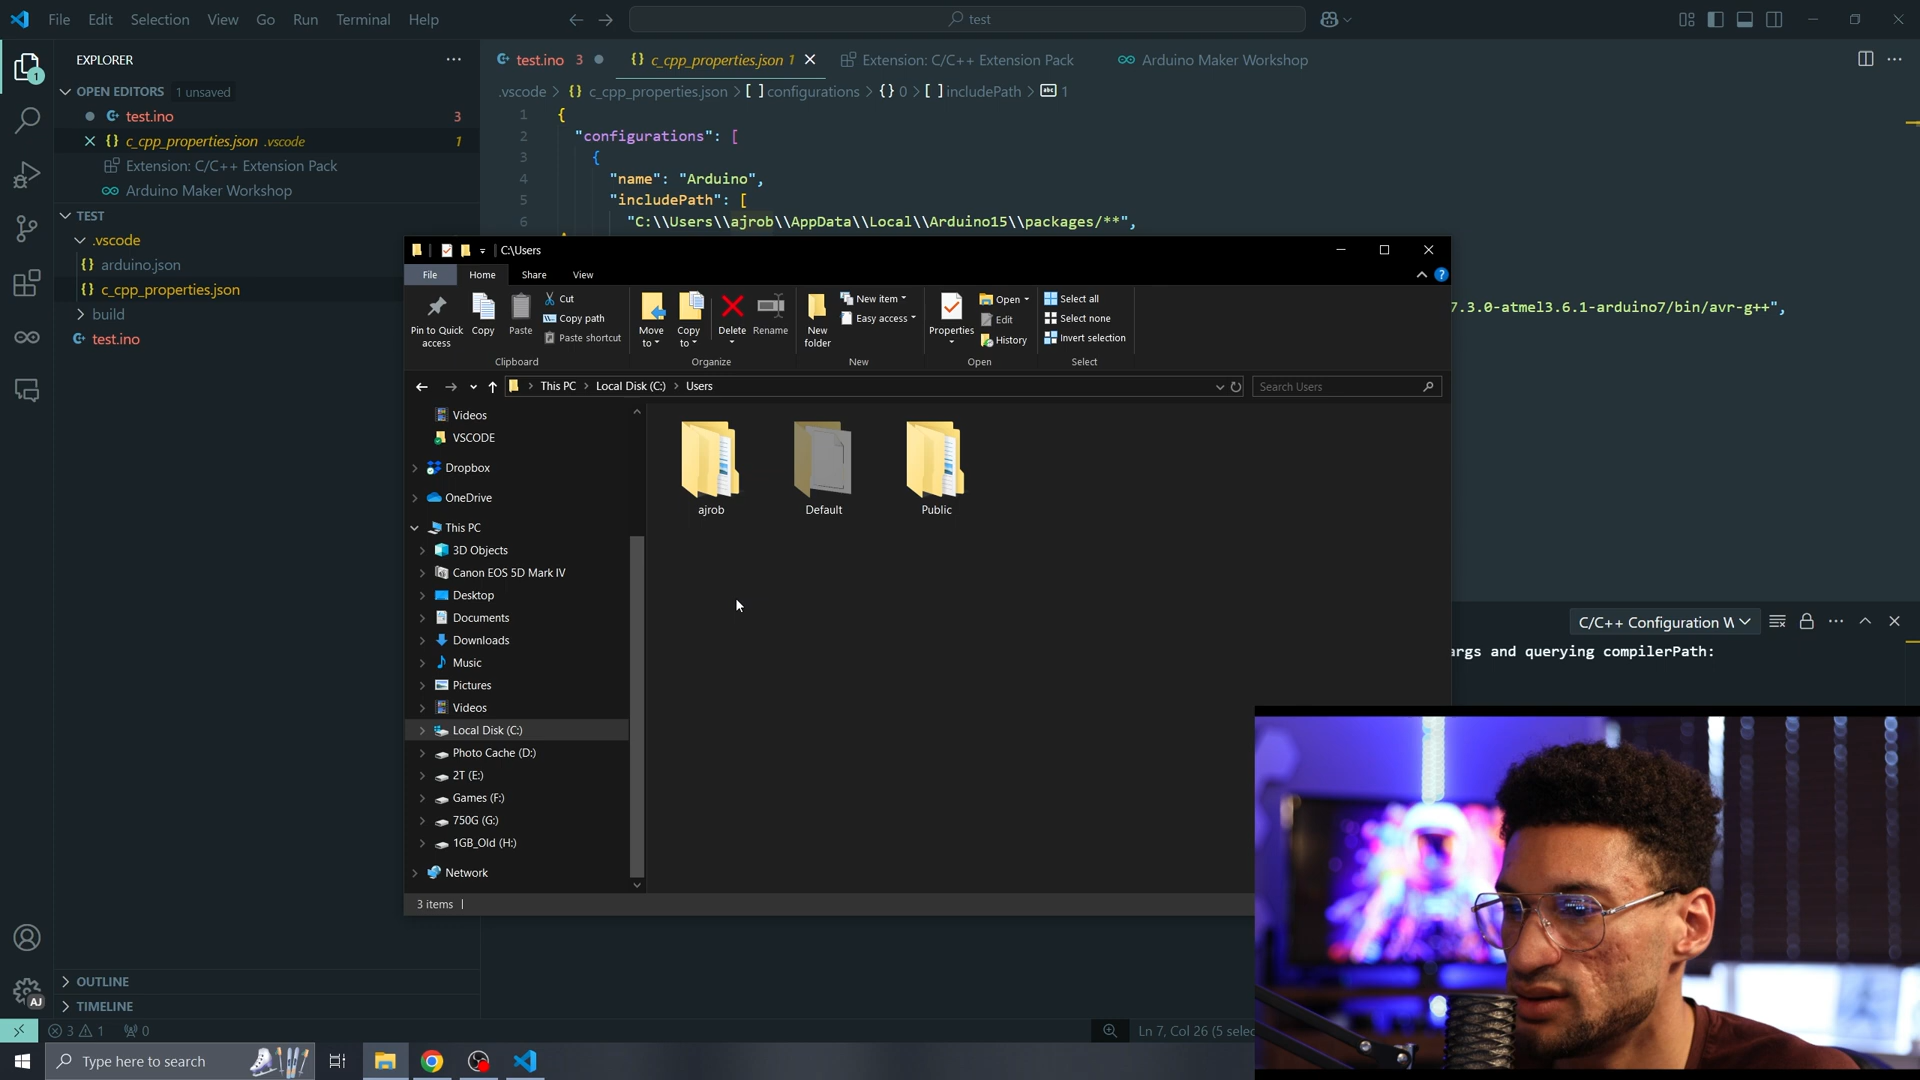 File Edit Selection View Go Run Terminal Help
test
EXPLORER
OPEN EDITORS 1 unsaved
test.ino 3
c_cpp_properties.json .vscode 1
Extension: C/C++ Extension Pack
Arduino Maker Workshop
TEST
.vscode
arduino.json
c_cpp_properties.json
build
test.ino
OUTLINE
TIMELINE
1
AJ
test.ino 3
c_cpp_properties.json 1
Extension: C/C++ Extension Pack
Arduino Maker Workshop
.vscode > {} c_cpp_properties.json > [ ] configurations > {} 0 > [ ] includePath > abc 1
1 {
2 "configurations": [
3 {
4 "name": "Arduino",
5 "includePath": [
6 "C:\\Users\\ajrob\\AppData\\Local\\Arduino15\\packages/**",
7.3.0-atmel3.6.1-arduino7/bin/avr-g++",
C:\Users
File Home Share View
Pin to Quick access
Copy
Paste
Cut
Copy path
Paste shortcut
Clipboard
Move to
Copy to
Delete
Rename
Organize
New folder
New item
Easy access
New
Properties
Open
Edit
History
Open
Select all
Select none
Invert selection
Select
This PC > Local Disk (C:) > Users
Search Users
Videos
VSCODE
Dropbox
OneDrive
This PC
3D Objects
Canon EOS 5D Mark IV
Desktop
Documents
Downloads
Music
Pictures
Videos
Local Disk (C:)
Photo Cache (D:)
2T (E:)
Games (F:)
750G (G:)
1GB_Old (H:)
Network
ajrob
Default
Public
3 items
C/C++ Configuration W
args and querying compilerPath:
3 1 0
Ln 7, Col 26 (5 selec
Type here to search